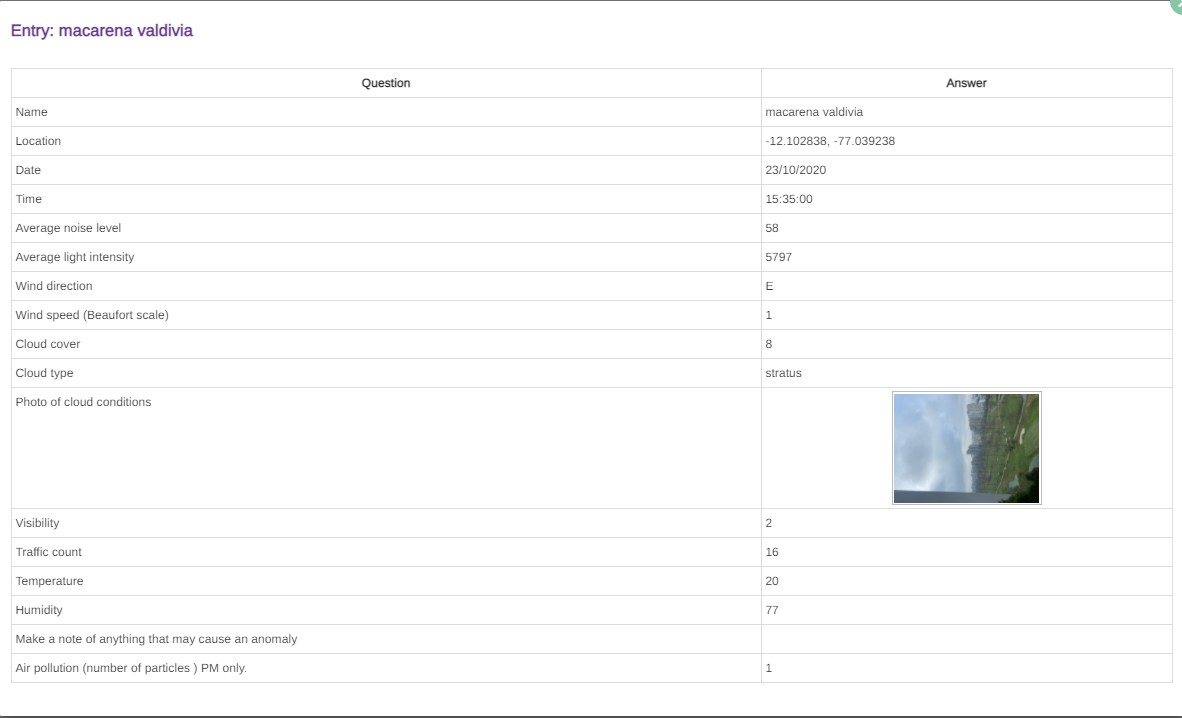 Entry: macarena valdivia
Question Answer
Name macarena valdivia
Location -12.102838, -77.039238
Date 23/10/2020
Time 15:35:00
Average noise level 58
Average light intensity 5797
Wind direction E
Wind speed (Beaufort scale) 1
Cloud cover 8
Cloud type stratus
Photo of cloud conditions
Visibility 2
Traffic count 16
Temperature 20
Humidity 77
Make a note of anything that may cause an anomaly
Air pollution (number of particles ) PM only. 1